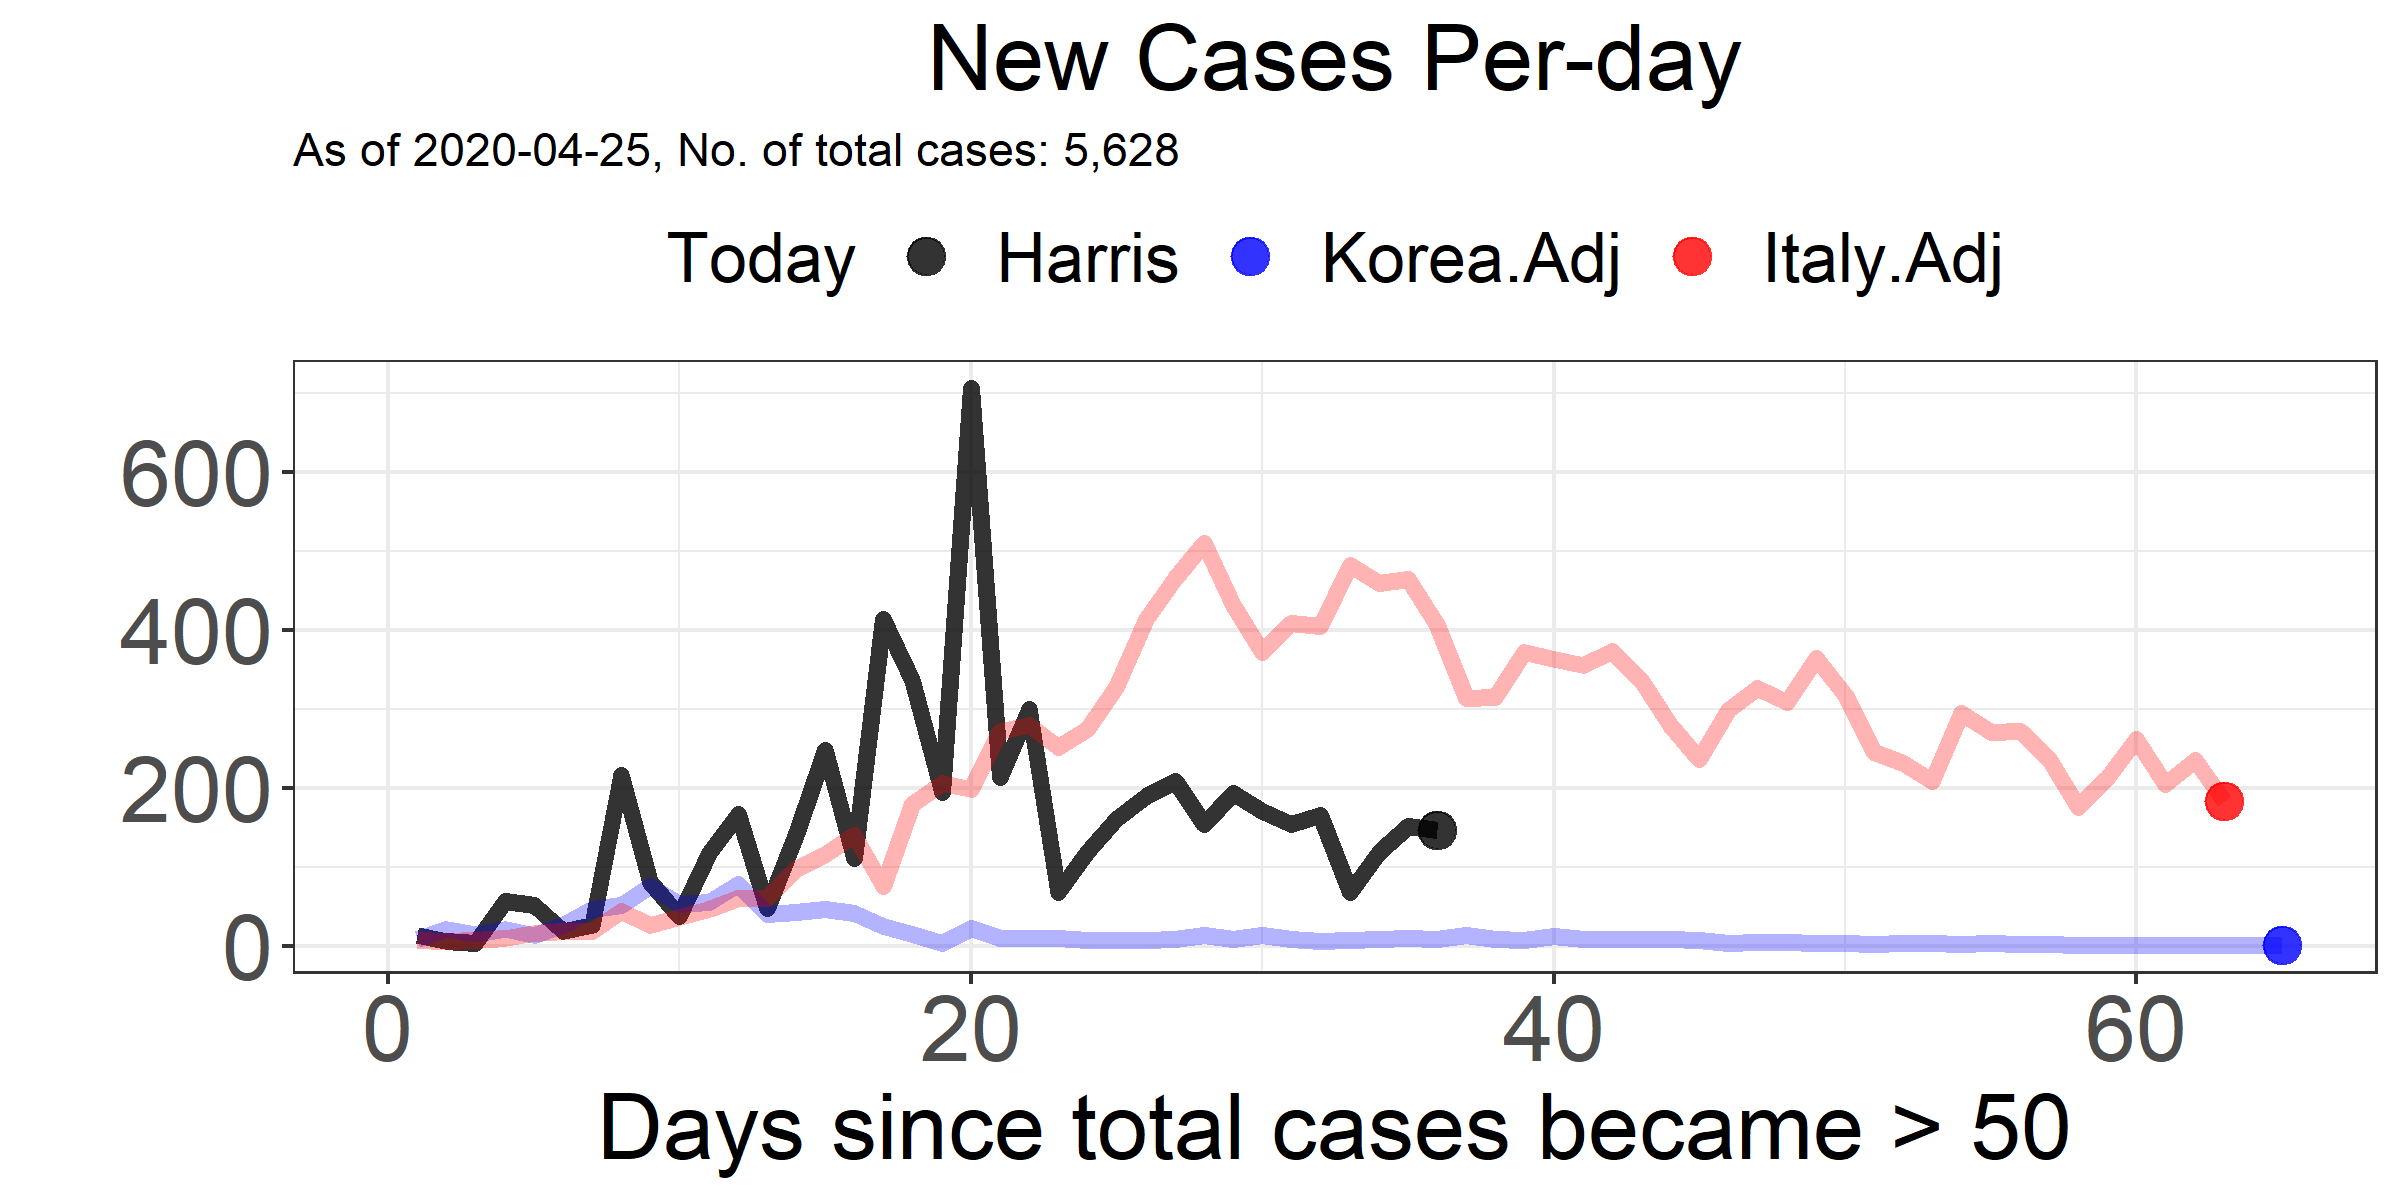 New Cases Per-day
As of 2020-04-25, No. of total cases: 5,628
Today Harris Korea.Adj Italy.Adj
600
400
200
0
0 20 40 60
Days since total cases became > 50